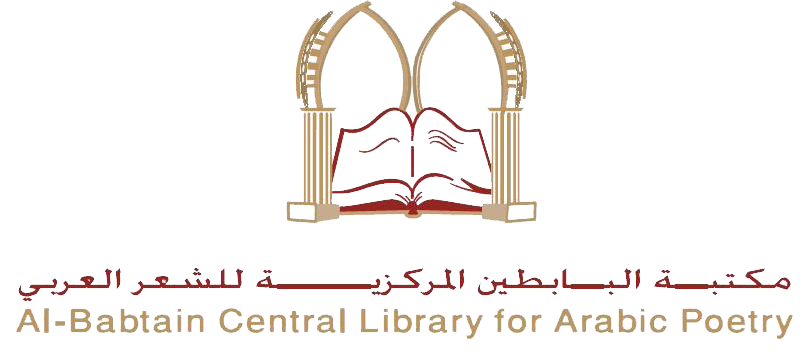 مكتبة البابطين المركزية للشعر العربي
Al-Babtain Central Library for Arabic Poetry